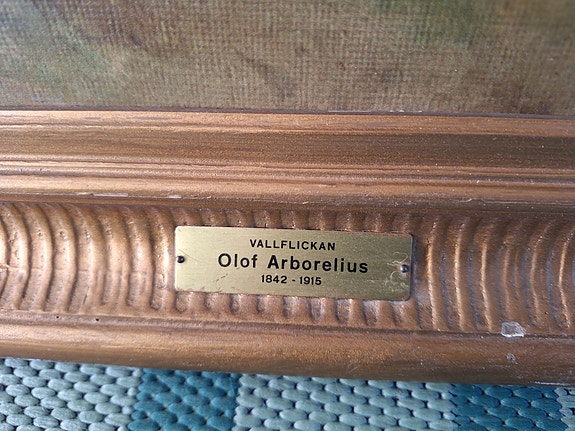 VALLFLICKAN
Olof Arborelius
1842 - 1915